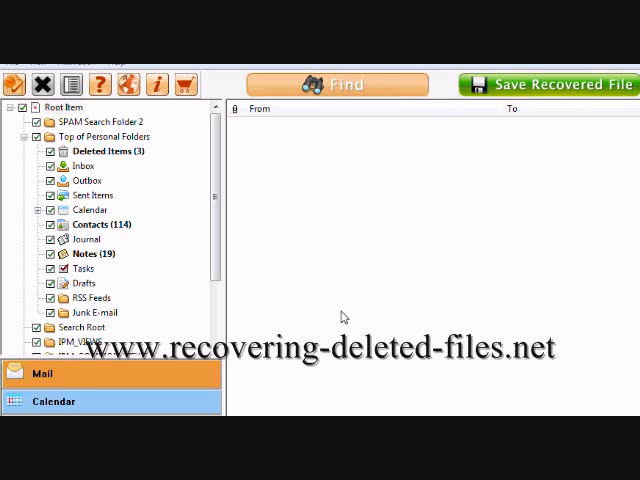 Find
Save Recovered File
Root Item
SPAM Search Folder 2
Top of Personal Folders
Deleted Items (3)
Inbox
Outbox
Sent Items
Calendar
Contacts (114)
Journal
Notes (19)
Tasks
Drafts
RSS Feeds
Junk E-mail
Search Root
IPM_VIEWS
From
To
www.recovering-deleted-files.net
Mail
Calendar